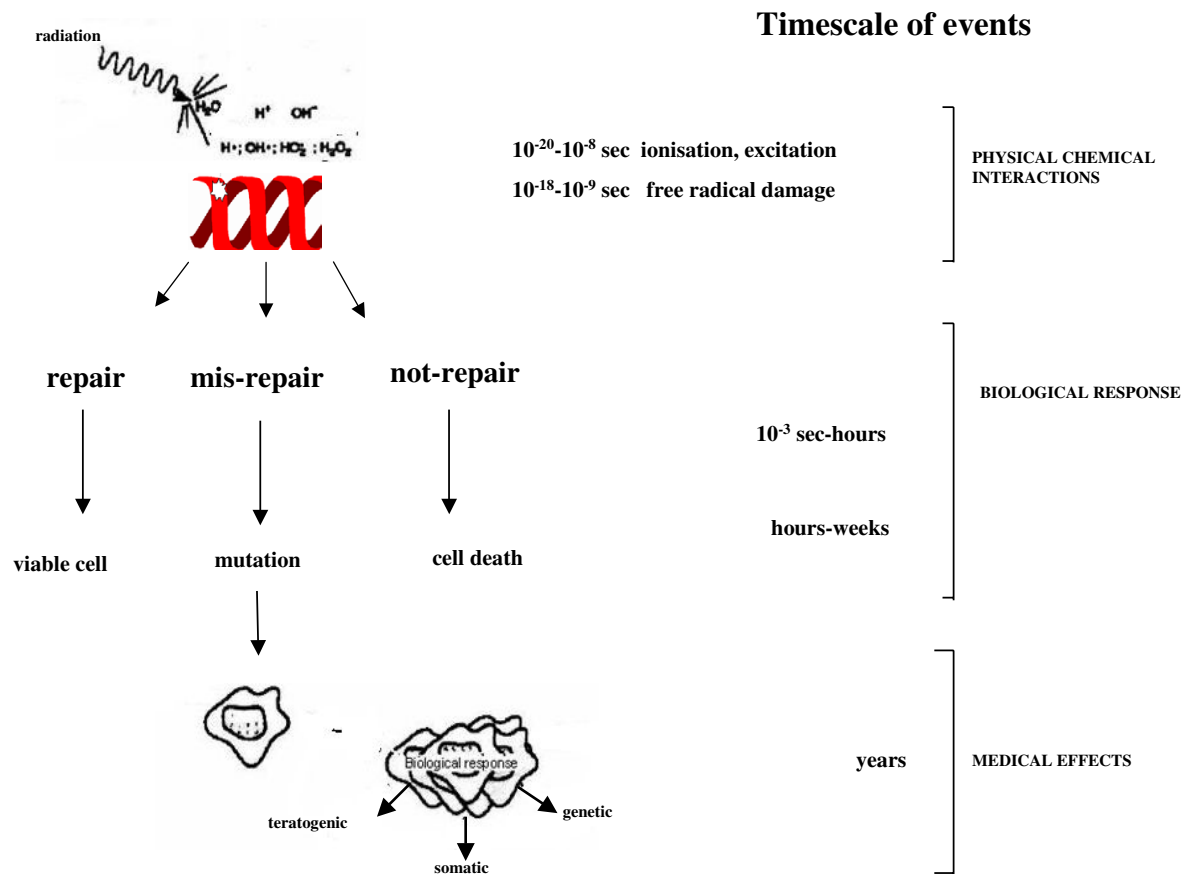 Timescale of events
radiation
H₂O H⁺ OH⁻
H•; OH•; HO₂⁻; H₂O₂
10⁻²⁰-10⁻⁸ sec ionisation, excitation
10⁻¹⁸-10⁻⁹ sec free radical damage
PHYSICAL CHEMICAL
INTERACTIONS
repair mis-repair not-repair
BIOLOGICAL RESPONSE
10⁻³ sec-hours
hours-weeks
viable cell mutation cell death
Biological response
years
MEDICAL EFFECTS
teratogenic
genetic
somatic